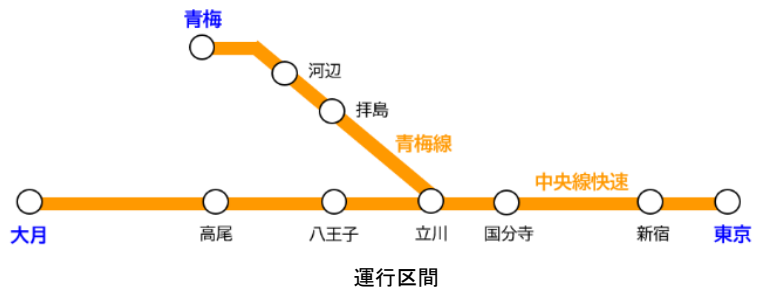 青梅
河辺
拝島
青梅線
中央線快速
大月
高尾
八王子
立川
国分寺
新宿
東京
運行区間